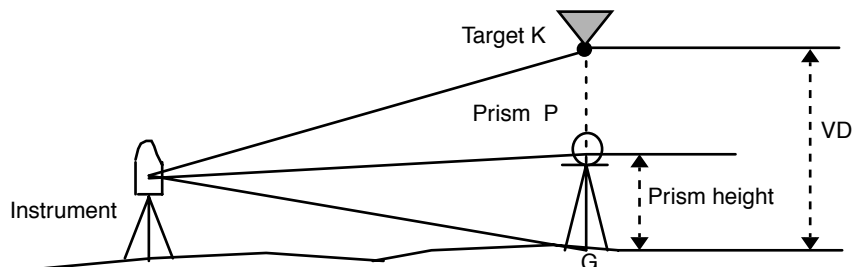 Target K
Prism P
VD
Prism height
Instrument
G